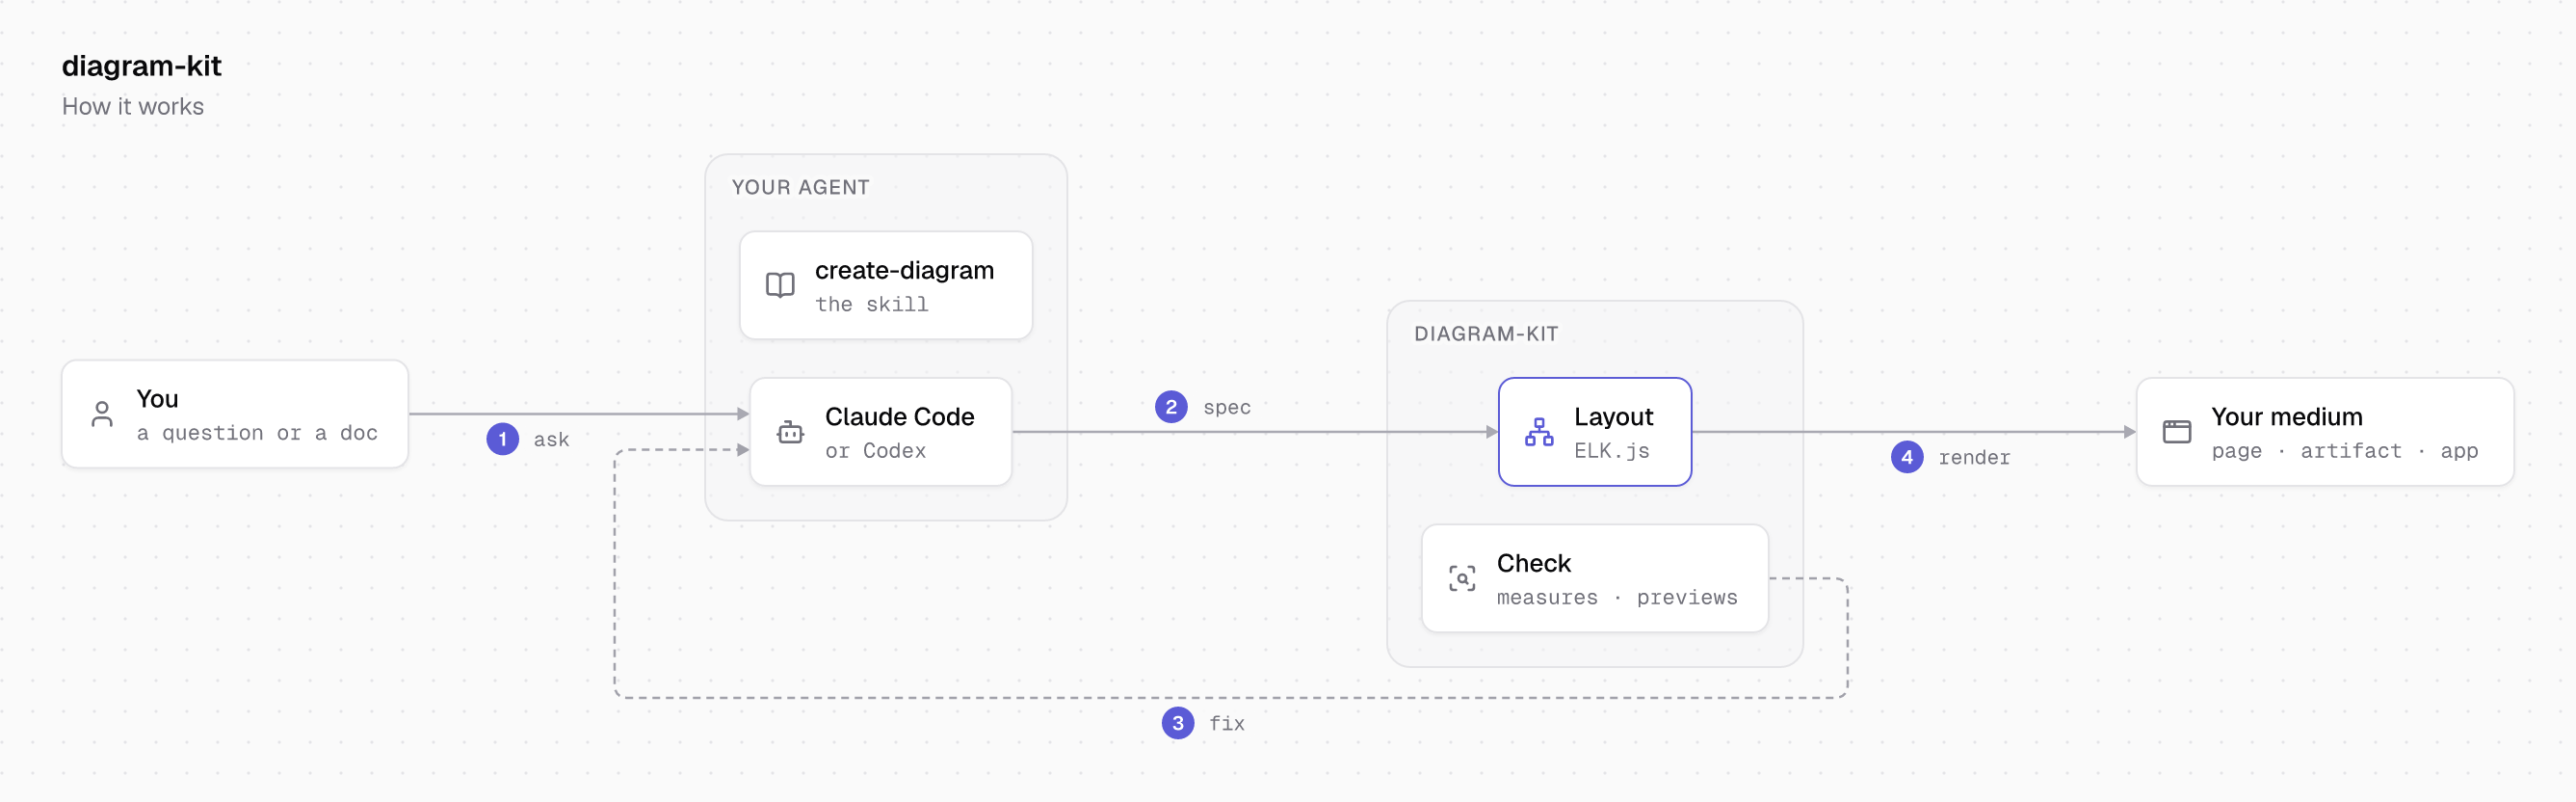 diagram-kit
How it works
YOUR AGENT
create-diagram
the skill
You
a question or a doc
1 ask
Claude Code
or Codex
2 spec
DIAGRAM-KIT
Layout
ELK.js
Check
measures · previews
3 fix
4 render
Your medium
page · artifact · app